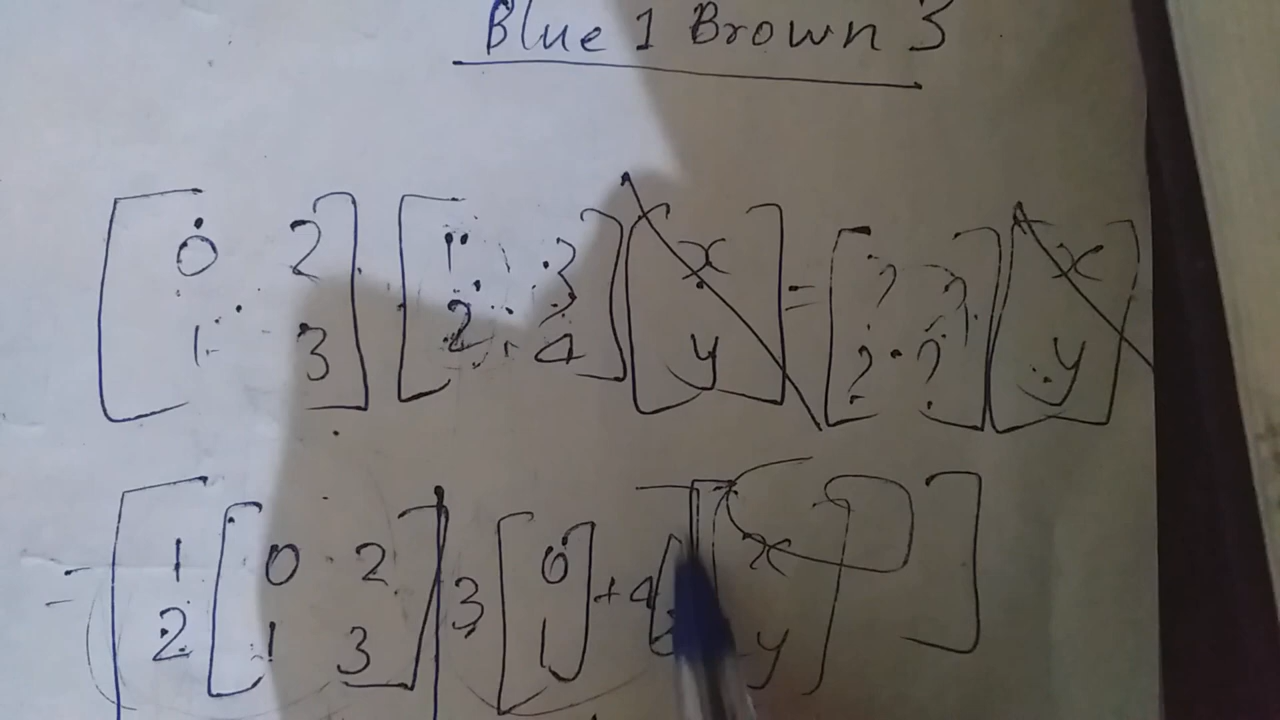 Blue 1 Brown 3
[0 2] [1 3] [x] = [? ?] [x]
[1 3] [2 4] [y] [? ?] [y]
= [1 [0 2] 3 [0] + 4 [ [x] ]
[2 [1 3] [1] [y] ]